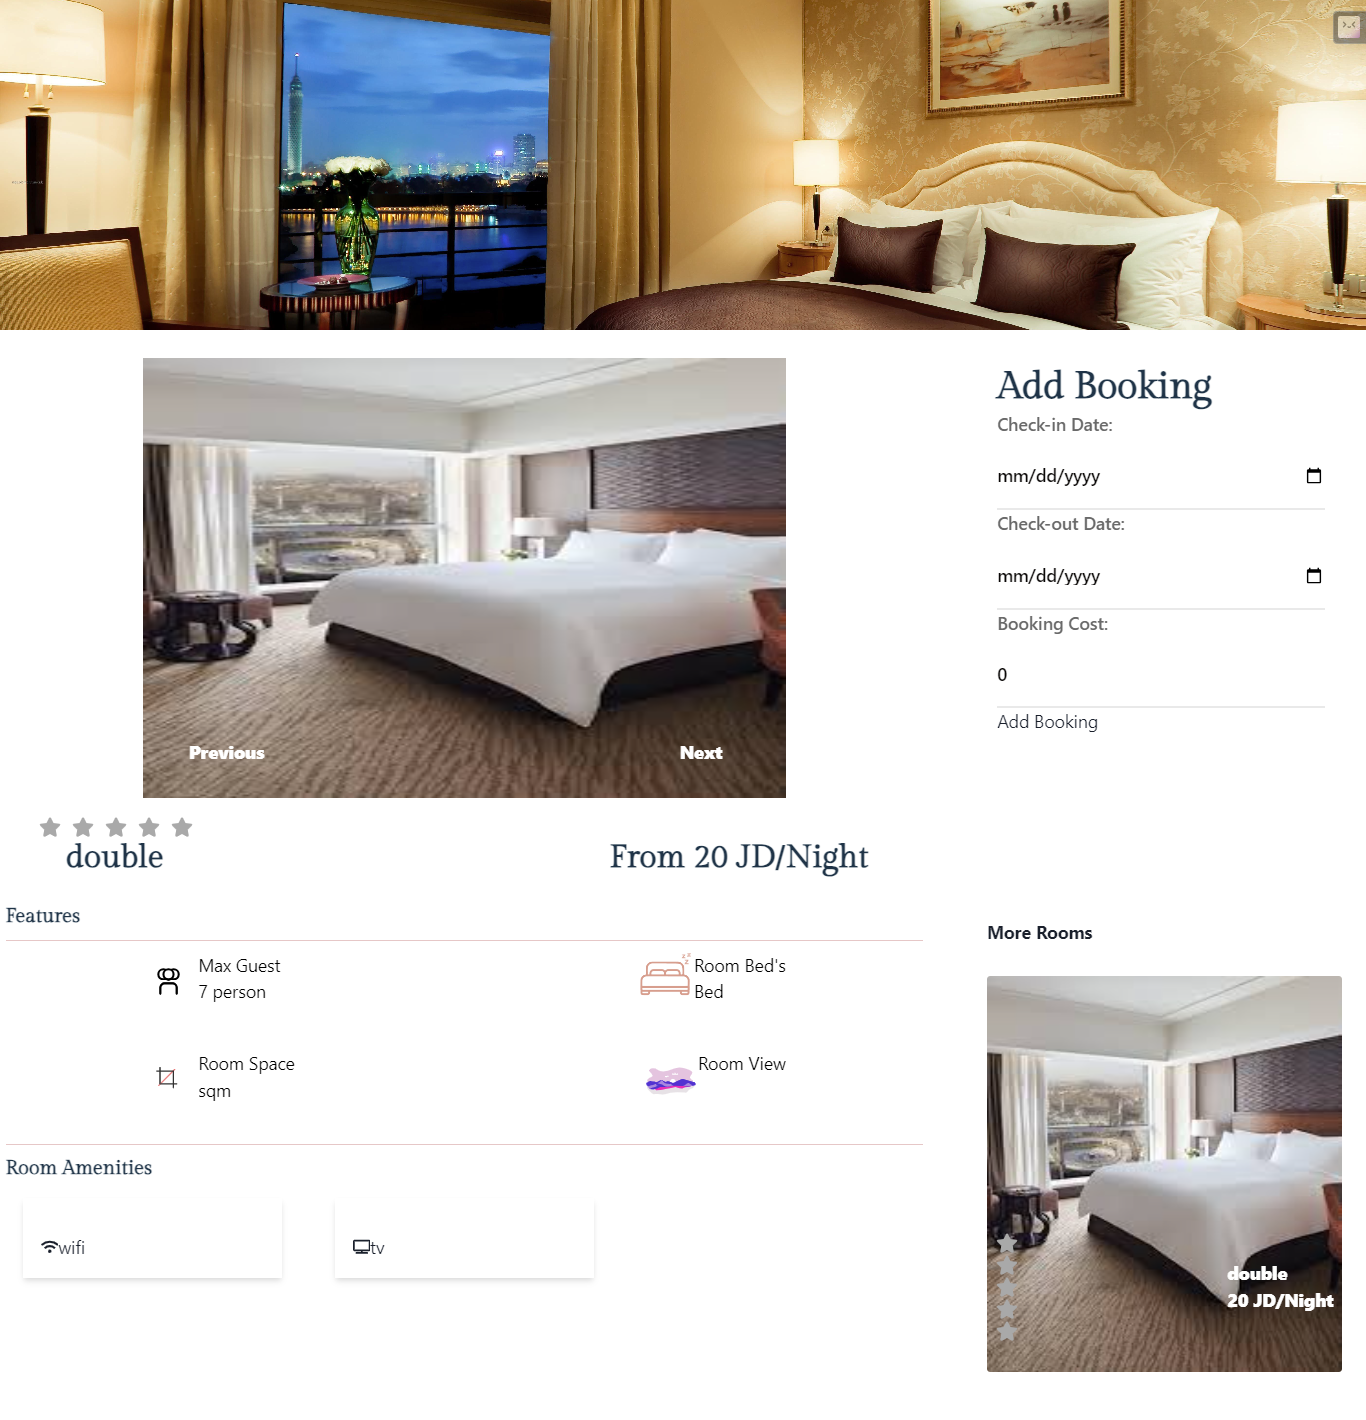 Add Booking
Check-in Date:
mm/dd/yyyy
Check-out Date:
mm/dd/yyyy
Booking Cost:
0
Add Booking
Previous
Next
double
From 20 JD/Night
Features
Max Guest
7 person
Room Bed's
Bed
Room Space
sqm
Room View
Room Amenities
wifi
tv
More Rooms
double
20 JD/Night